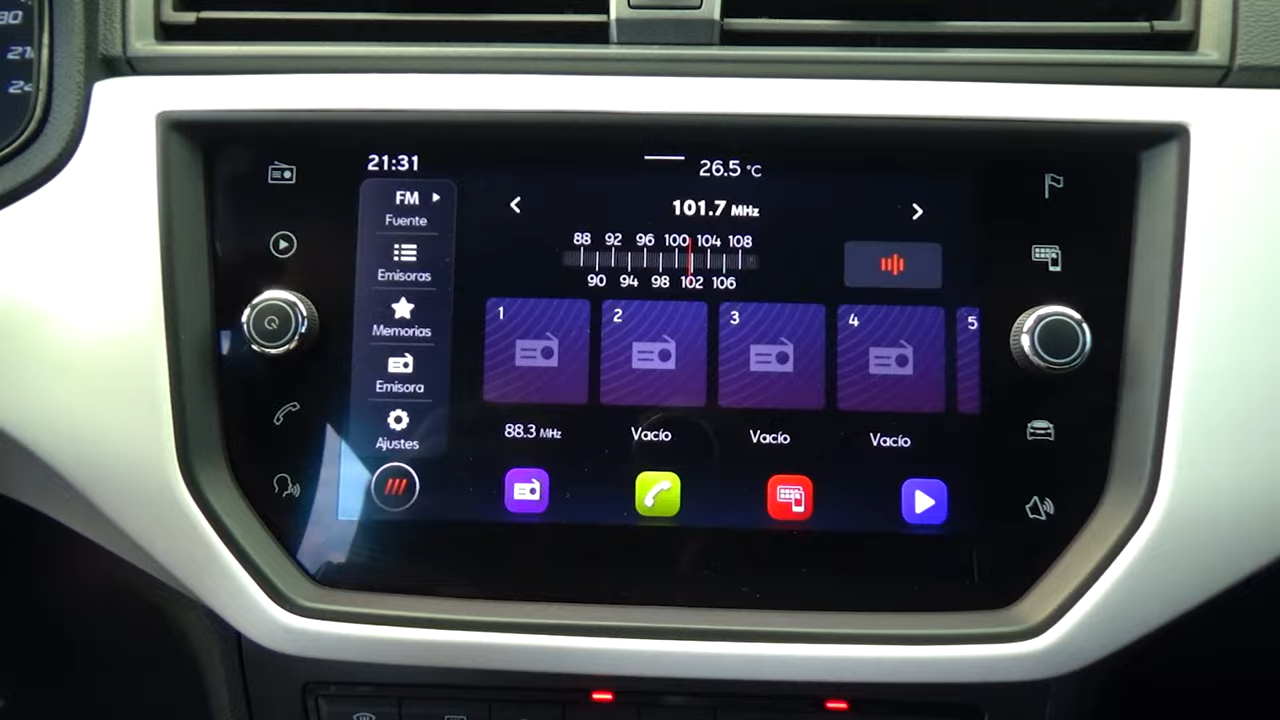 21:31
26.5 °C
FM
Fuente
Emisoras
Memorias
Emisora
Ajustes
101.7 MHz
88 92 96 100 104 108
90 94 98 102 106
1 2 3 4 5
88.3 MHz Vacío Vacío Vacío